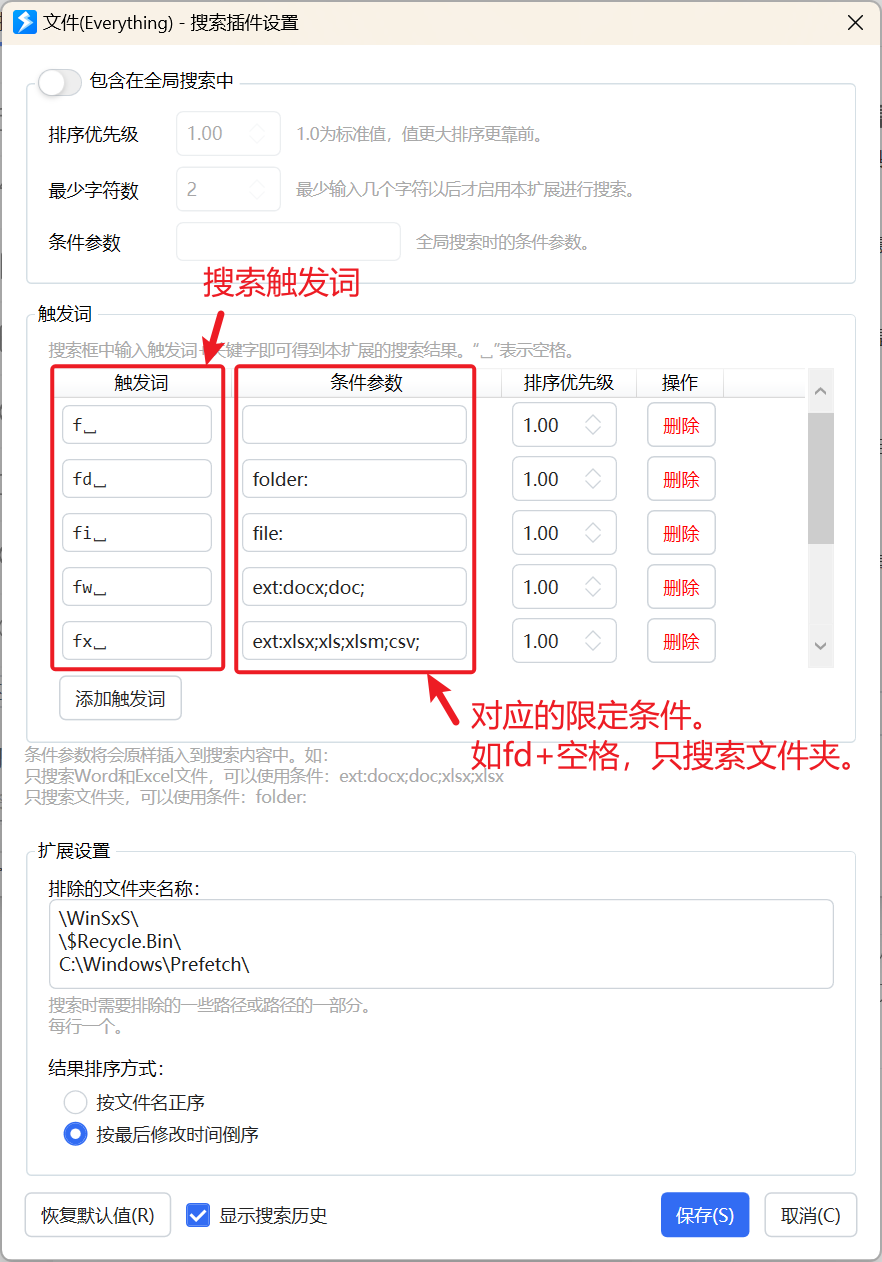 文件(Everything) - 搜索插件设置
包含在全局搜索中
排序优先级 1.00 1.0为标准值，值更大排序更靠前。
最少字符数 2 最少输入几个字符以后才启用本扩展进行搜索。
条件参数 全局搜索时的条件参数。
搜索触发词
触发词
搜索框中输入触发词+关键字即可得到本扩展的搜索结果。“␣”表示空格。
触发词 条件参数 排序优先级 操作
f␣ 1.00 删除
fd␣ folder: 1.00 删除
fi␣ file: 1.00 删除
fw␣ ext:docx;doc; 1.00 删除
fx␣ ext:xlsx;xls;xlsm;csv; 1.00 删除
添加触发词
对应的限定条件。
如fd+空格，只搜索文件夹。
条件参数将会原样插入到搜索内容中。如：
只搜索Word和Excel文件，可以使用条件：ext:docx;doc;xlsx;xlsx
只搜索文件夹，可以使用条件：folder:
扩展设置
排除的文件夹名称：
\WinSxS\
\$Recycle.Bin\
C:\Windows\Prefetch\
搜索时需要排除的一些路径或路径的一部分。
每行一个。
结果排序方式：
按文件名正序
按最后修改时间倒序
恢复默认值(R) 显示搜索历史 保存(S) 取消(C)